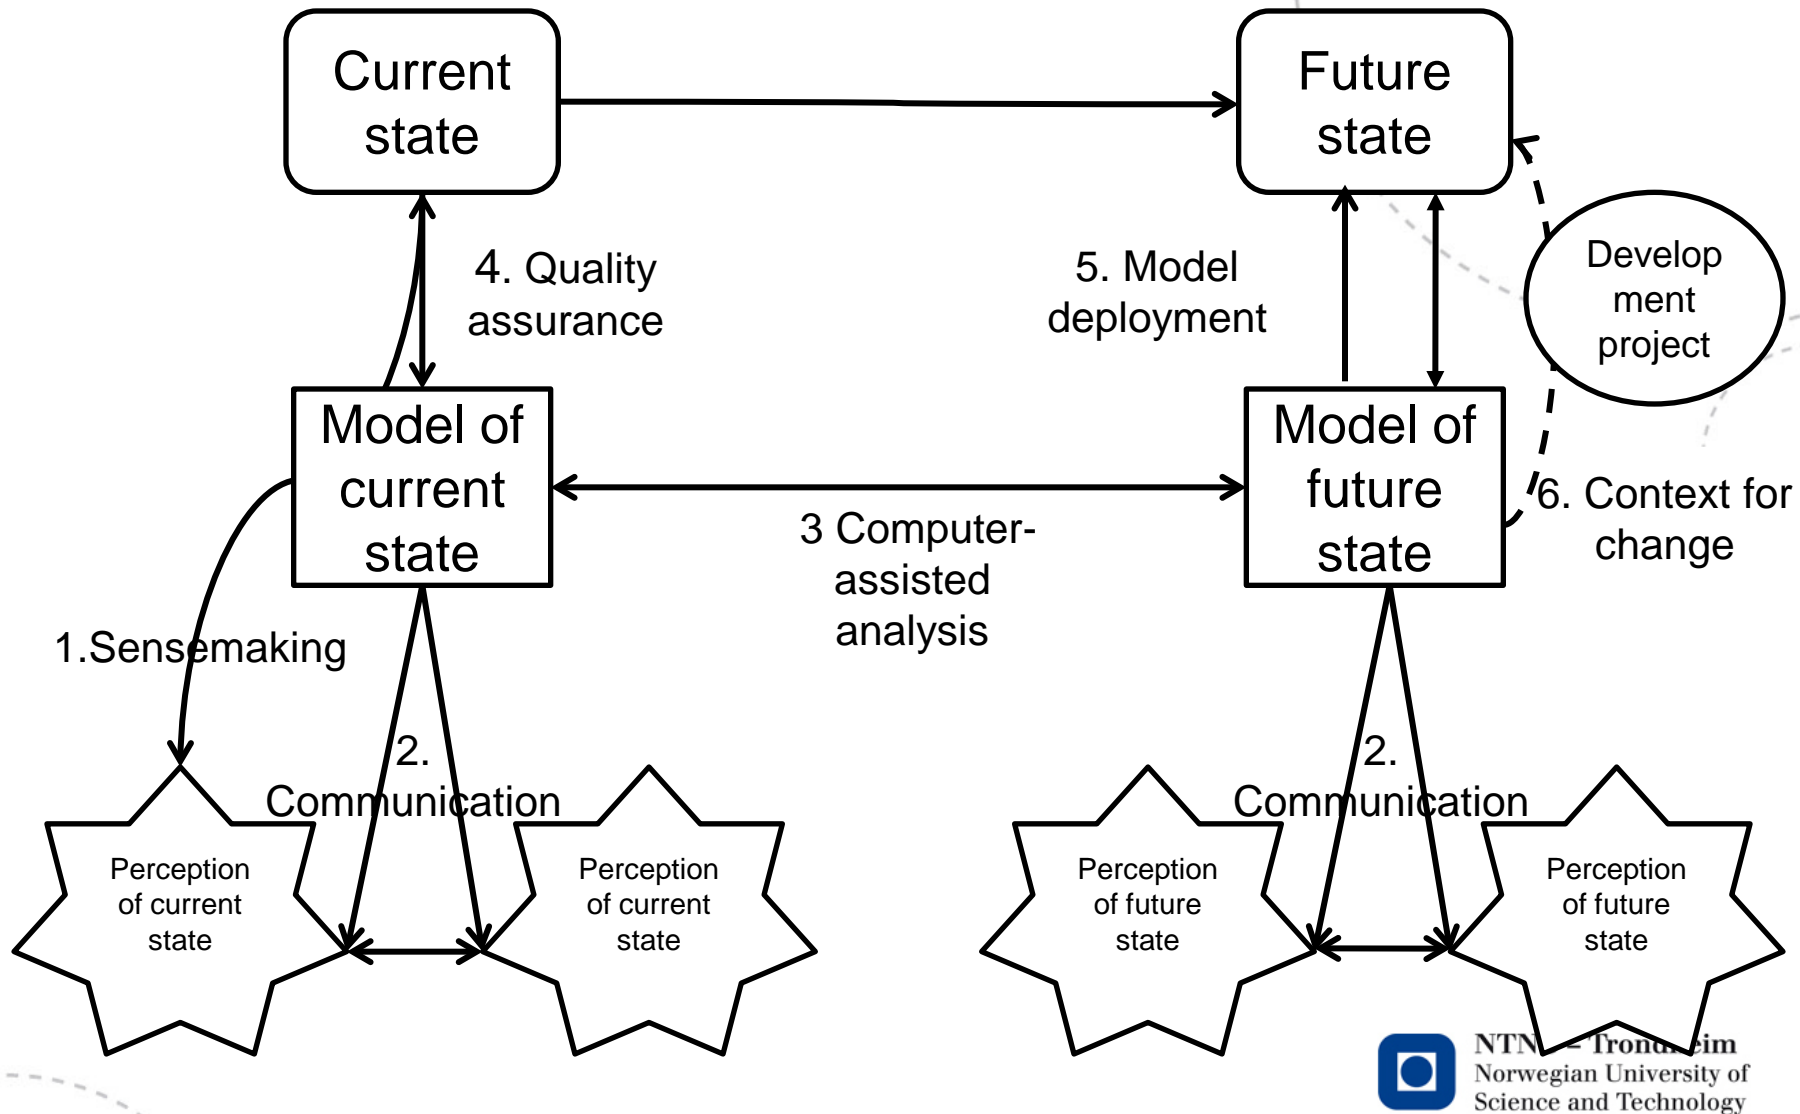 Current
state
Future
state
4. Quality
assurance
5. Model
deployment
Develop
ment
project
Model of
current
state
Model of
future
state
3 Computer-
assisted
analysis
6. Context for
change
1.Sensemaking
2.
Communication
2.
Communication
Perception
of current
state
Perception
of current
state
Perception
of future
state
Perception
of future
state
NTNU – Trondheim
Norwegian University of
Science and Technology